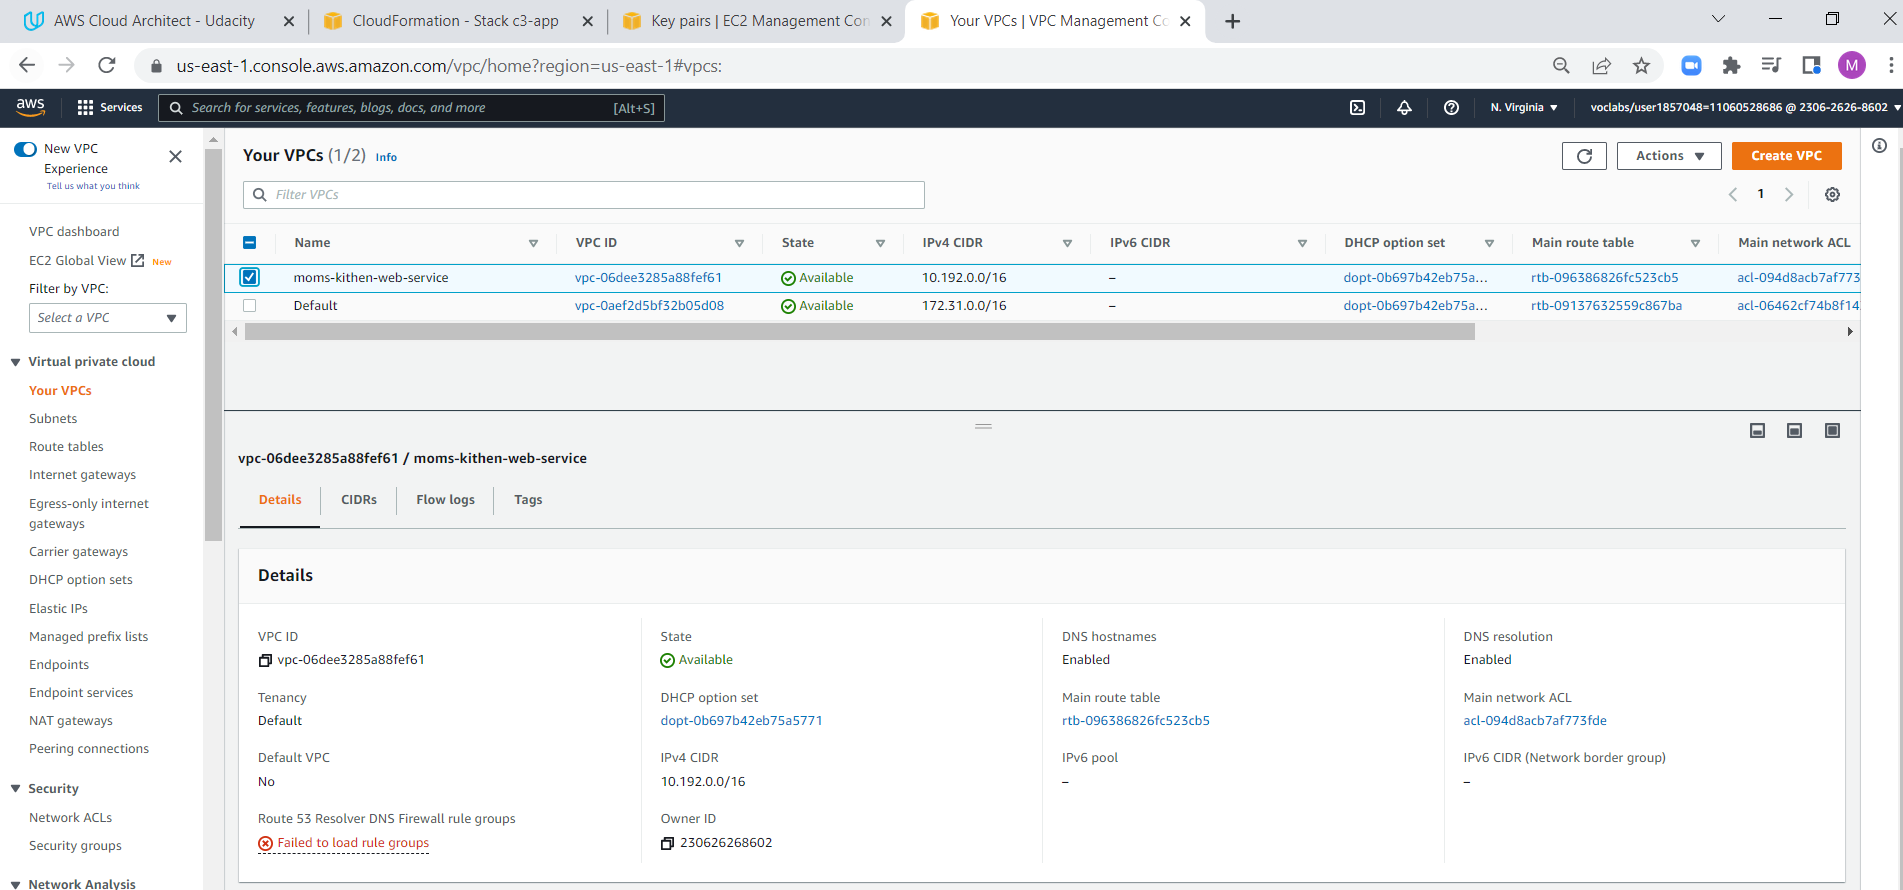 AWS Cloud Architect - Udacity
CloudFormation - Stack c3-app
Key pairs | EC2 Management Con
Your VPCs | VPC Management Co
us-east-1.console.aws.amazon.com/vpc/home?region=us-east-1#vpcs:
M
aws
Services
Search for services, features, blogs, docs, and more
[Alt+S]
N. Virginia
voclabs/user1857048=11060528686 @ 2306-2626-8602
New VPC
Experience
Tell us what you think
VPC dashboard
EC2 Global View
New
Filter by VPC:
Select a VPC
Virtual private cloud
Your VPCs
Subnets
Route tables
Internet gateways
Egress-only internet
gateways
Carrier gateways
DHCP option sets
Elastic IPs
Managed prefix lists
Endpoints
Endpoint services
NAT gateways
Peering connections
Security
Network ACLs
Security groups
Network Analysis
Your VPCs (1/2) Info
Actions
Create VPC
Filter VPCs
1
Name VPC ID State IPv4 CIDR IPv6 CIDR DHCP option set Main route table Main network ACL
moms-kithen-web-service vpc-06dee3285a88fef61 Available 10.192.0.0/16 – dopt-0b697b42eb75a... rtb-096386826fc523cb5 acl-094d8acb7af773
Default vpc-0aef2d5bf32b05d08 Available 172.31.0.0/16 – dopt-0b697b42eb75a... rtb-09137632559c867ba acl-06462cf74b8f14
vpc-06dee3285a88fef61 / moms-kithen-web-service
Details CIDRs Flow logs Tags
Details
VPC ID
vpc-06dee3285a88fef61
State
Available
DNS hostnames
Enabled
DNS resolution
Enabled
Tenancy
Default
DHCP option set
dopt-0b697b42eb75a5771
Main route table
rtb-096386826fc523cb5
Main network ACL
acl-094d8acb7af773fde
Default VPC
No
IPv4 CIDR
10.192.0.0/16
IPv6 pool
–
IPv6 CIDR (Network border group)
–
Route 53 Resolver DNS Firewall rule groups
Failed to load rule groups
Owner ID
230626268602